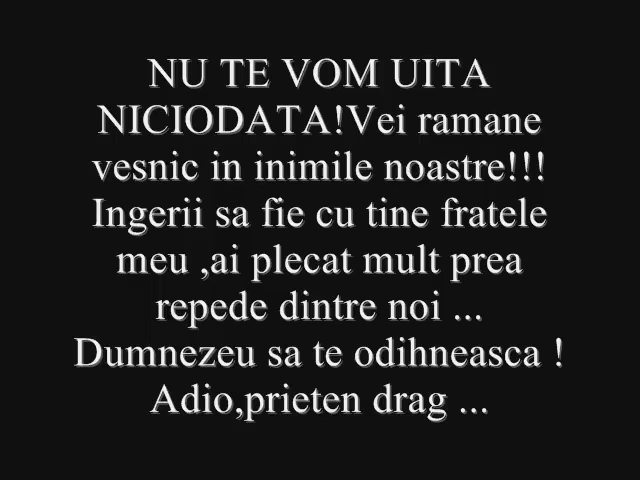 NU TE VOM UITA
NICIODATA!Vei ramane
vesnic in inimile noastre!!!
Ingerii sa fie cu tine fratele
meu ,ai plecat mult prea
repede dintre noi ...
Dumnezeu sa te odihneasca !
Adio,prieten drag ...